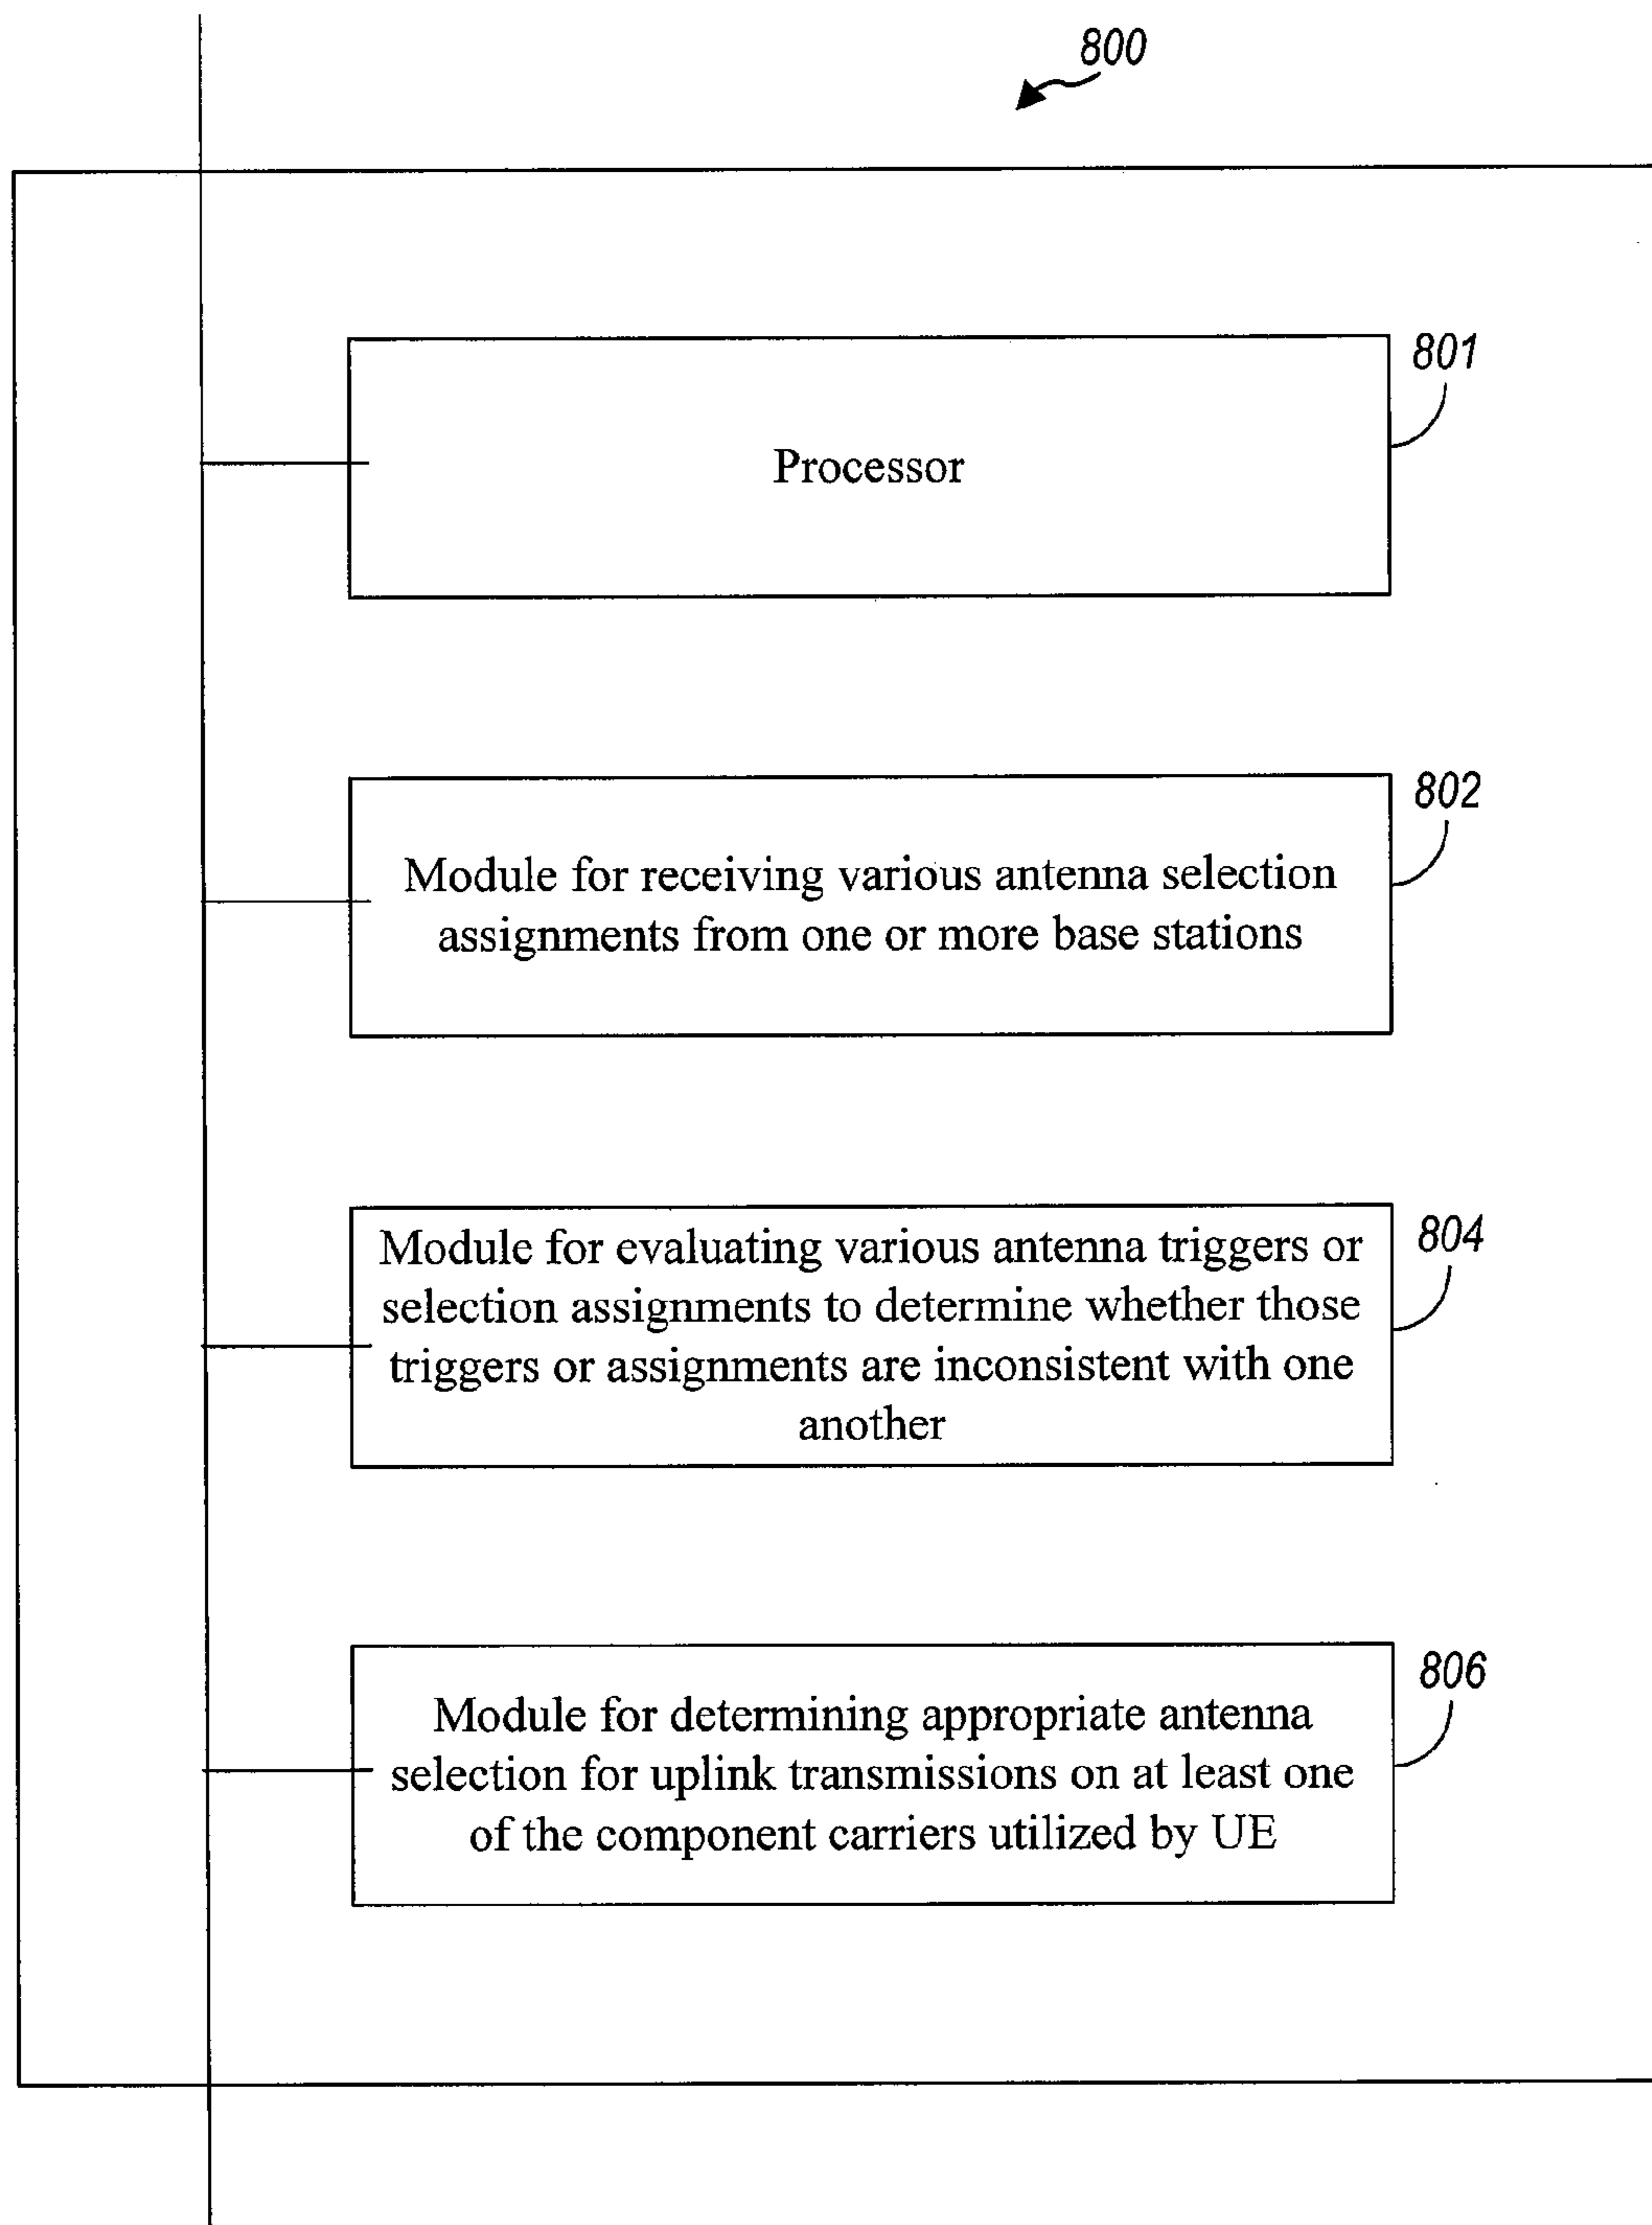 800
801
Processor
802
Module for receiving various antenna selection
assignments from one or more base stations
804
Module for evaluating various antenna triggers or
selection assignments to determine whether those
triggers or assignments are inconsistent with one
another
806
Module for determining appropriate antenna
selection for uplink transmissions on at least one
of the component carriers utilized by UE